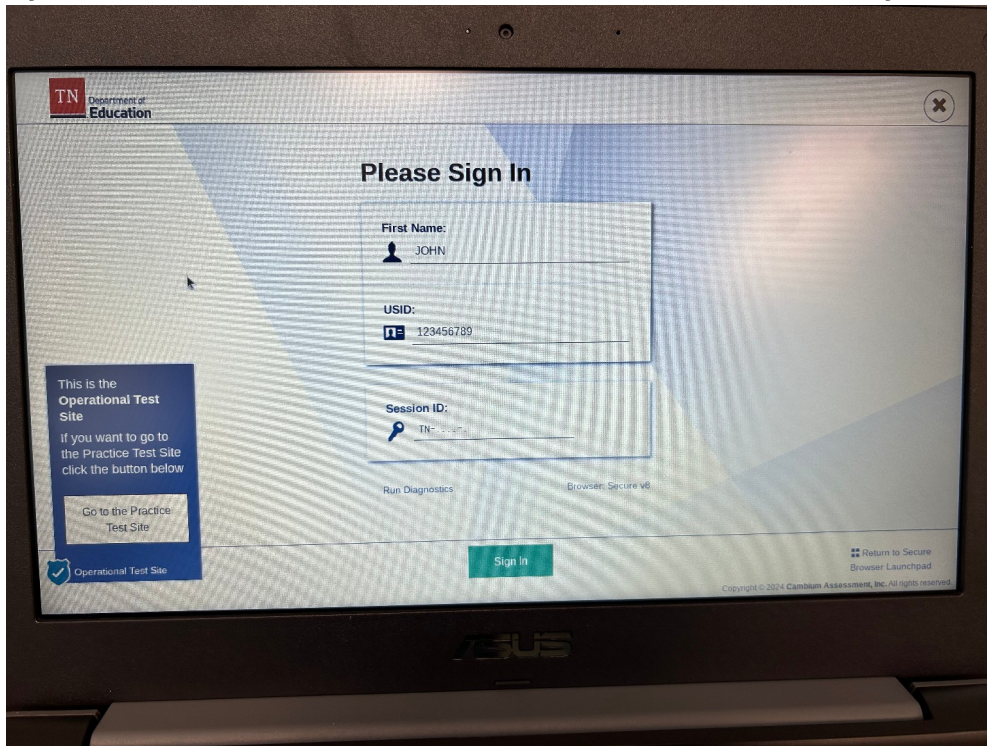 TN
Department of
Education
Please Sign In
First Name:
JOHN
USID:
123456789
Session ID:
TN-....-.
Run Diagnostics
Browser: Secure v6
This is the
Operational Test
Site
If you want to go to
the Practice Test Site
click the button below
Go to the Practice
Test Site
Operational Test Site
Sign In
Return to Secure
Browser Launchpad
Copyright © 2024 Cambium Assessment, Inc. All rights reserved.
ASUS